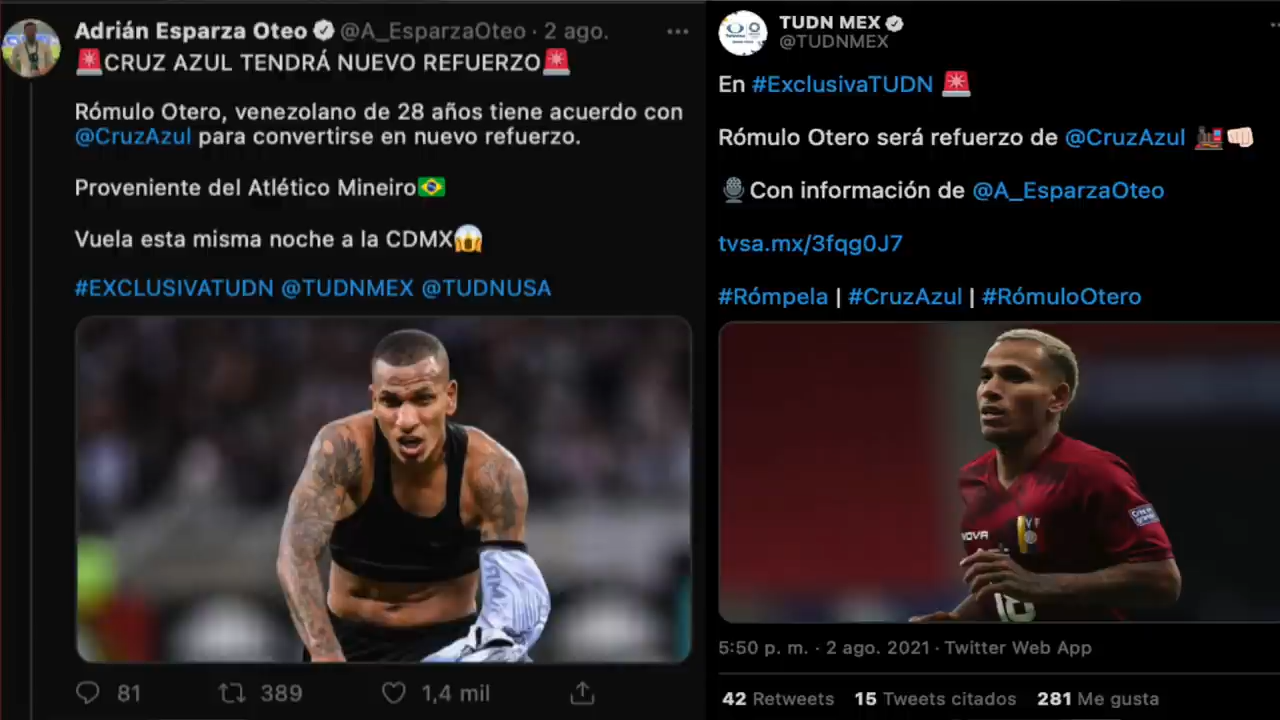 Adrián Esparza Oteo @A_EsparzaOteo · 2 ago.
🚨CRUZ AZUL TENDRÁ NUEVO REFUERZO🚨
Rómulo Otero, venezolano de 28 años tiene acuerdo con
@CruzAzul para convertirse en nuevo refuerzo.
Proveniente del Atlético Mineiro🇧🇷
Vuela esta misma noche a la CDMX😱
#EXCLUSIVATUDN @TUDNMEX @TUDNUSA
81 389 1,4 mil
TUDN MEX
@TUDNMEX
En #ExclusivaTUDN 🚨
Rómulo Otero será refuerzo de @CruzAzul 🚂👊🏻
🎙Con información de @A_EsparzaOteo
tvsa.mx/3fqg0J7
#Rómpela | #CruzAzul | #RómuloOtero
5:50 p. m. · 2 ago. 2021 · Twitter Web App
42 Retweets 15 Tweets citados 281 Me gusta